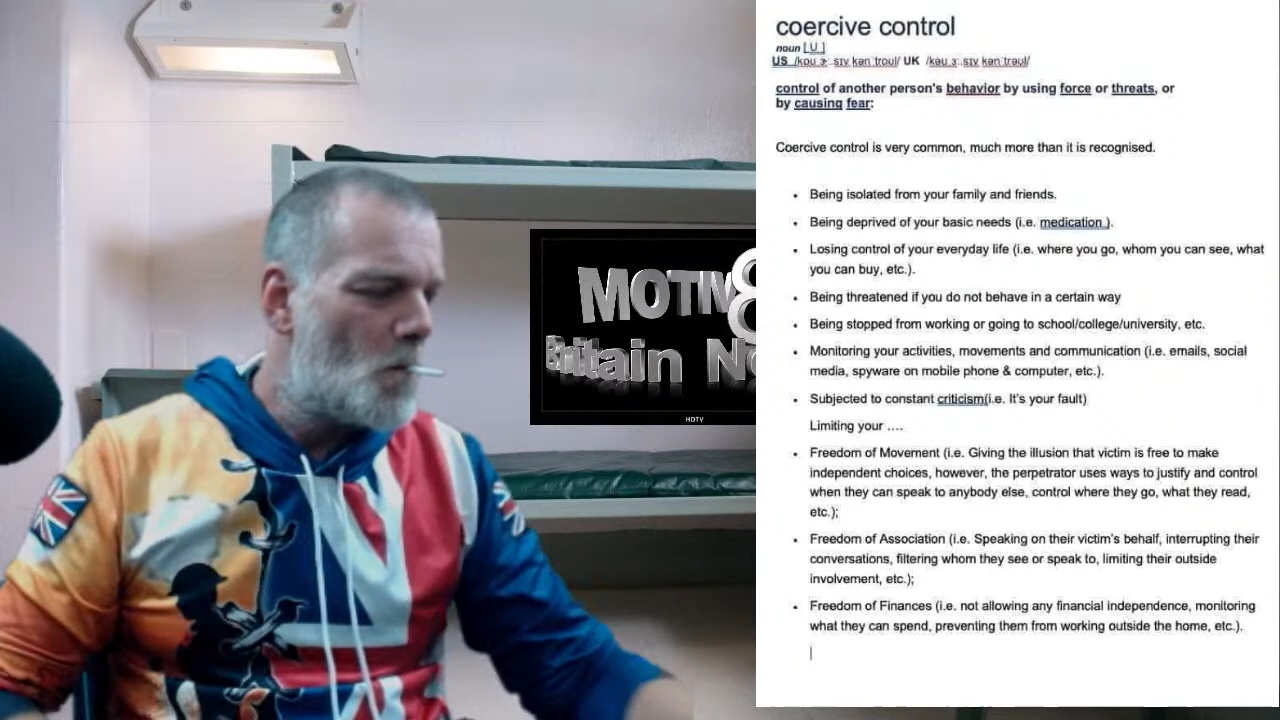 coercive control
noun [ U ]
US /koʊˌɝː.sɪv kənˈtroʊl/ UK /kəʊˌɜː.sɪv kənˈtrəʊl/
control of another person's behavior by using force or threats, or
by causing fear:
Coercive control is very common, much more than it is recognised.
• Being isolated from your family and friends.
• Being deprived of your basic needs (i.e. medication ).
• Losing control of your everyday life (i.e. where you go, whom you can see, what
you can buy, etc.).
• Being threatened if you do not behave in a certain way
• Being stopped from working or going to school/college/university, etc.
• Monitoring your activities, movements and communication (i.e. emails, social
media, spyware on mobile phone & computer, etc.).
• Subjected to constant criticism(i.e. It's your fault)
Limiting your ….
• Freedom of Movement (i.e. Giving the illusion that victim is free to make
independent choices, however, the perpetrator uses ways to justify and control
when they can speak to anybody else, control where they go, what they read,
etc.);
• Freedom of Association (i.e. Speaking on their victim's behalf, interrupting their
conversations, filtering whom they see or speak to, limiting their outside
involvement, etc.);
• Freedom of Finances (i.e. not allowing any financial independence, monitoring
what they can spend, preventing them from working outside the home, etc.).
MOTIV8
Britain No
HDTV